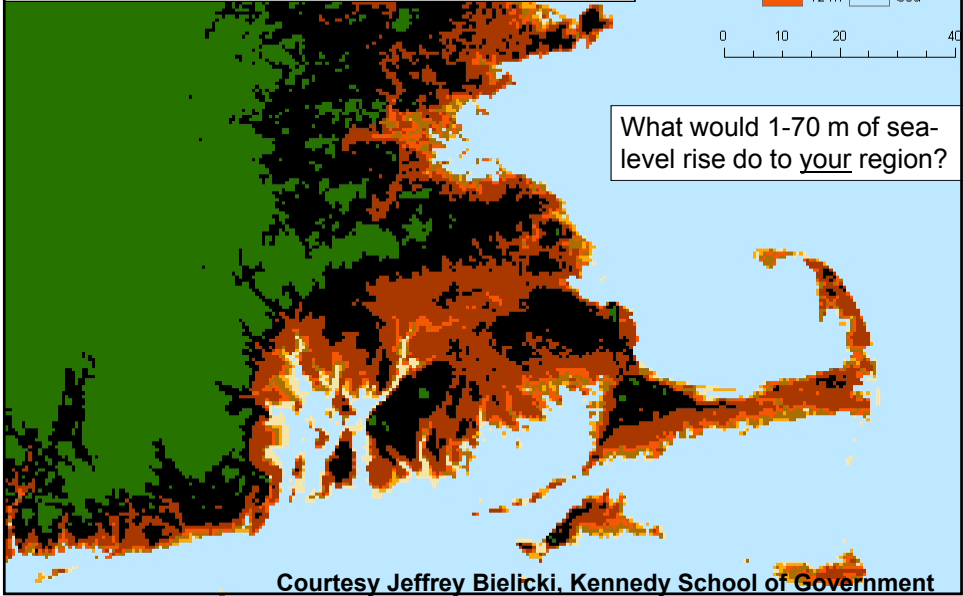 0 10 20 40
What would 1-70 m of sea-
level rise do to your region?
Courtesy Jeffrey Bielicki, Kennedy School of Government